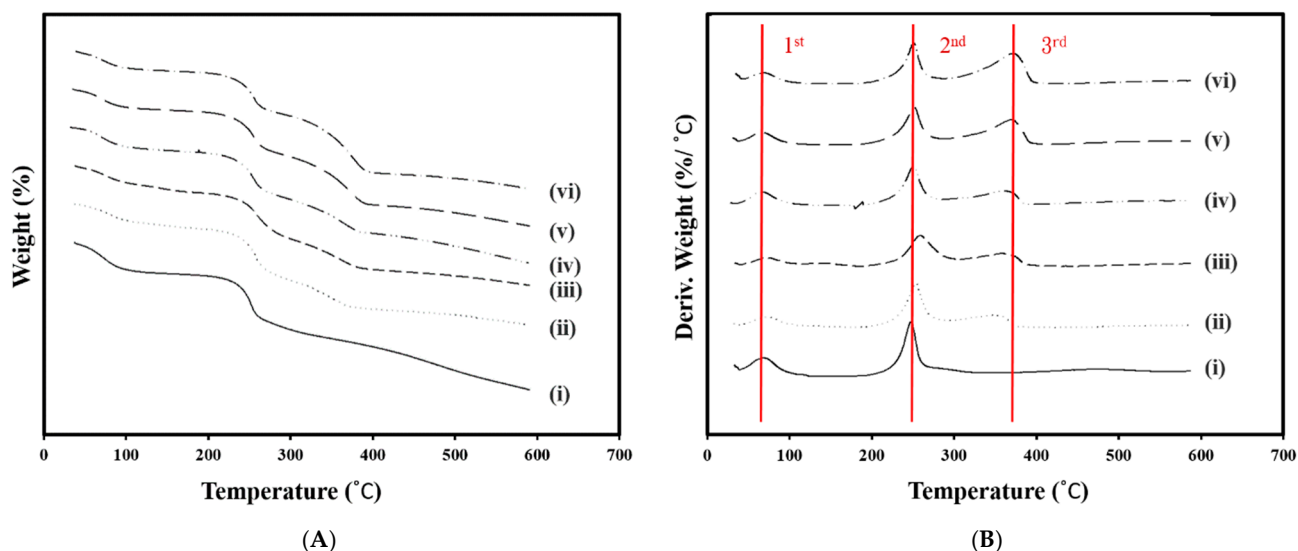 Weight (%)
(vi)
(v)
(iv)
(iii)
(ii)
(i)
0 100 200 300 400 500 600 700
Temperature (˚C)
(A)
Deriv. Weight (%/ ˚C)
1st 2nd 3rd
(vi)
(v)
(iv)
(iii)
(ii)
(i)
0 100 200 300 400 500 600 700
Temperature (˚C)
(B)